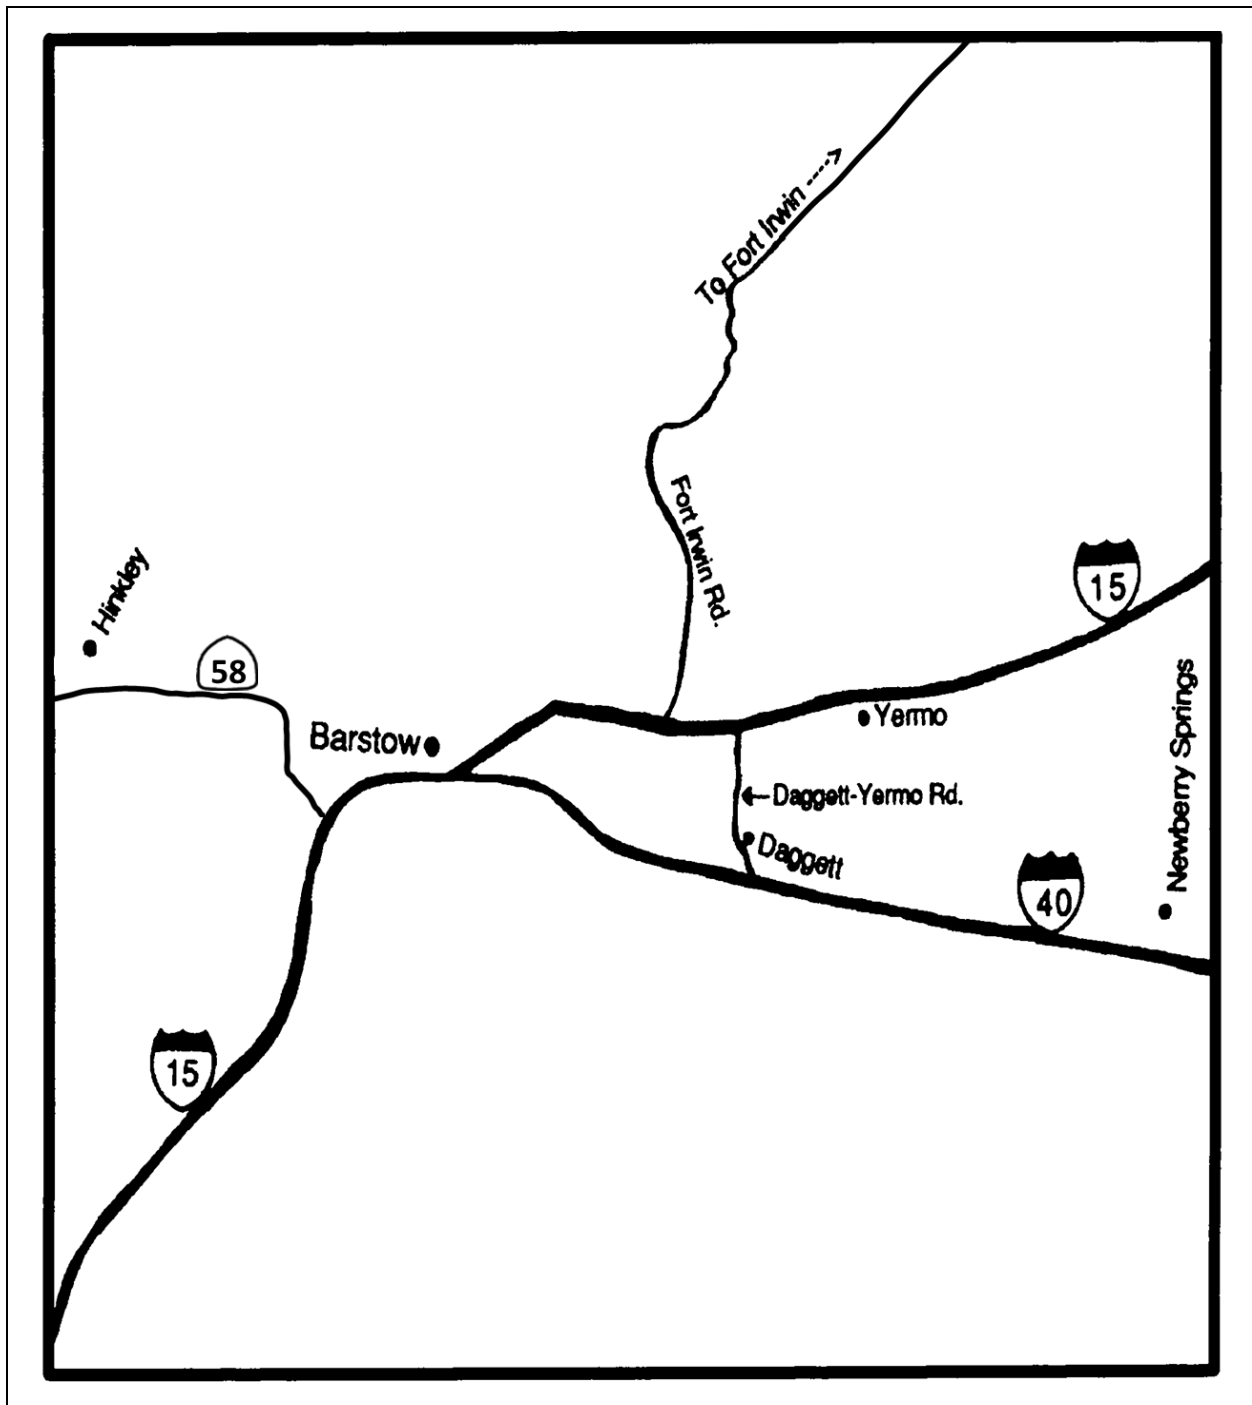 To Fort Irwin ---->
Fort Irwin Rd.
Hinkley
15
58
Newberry Springs
Barstow
Yermo
Daggett-Yermo Rd.
Daggett
40
15